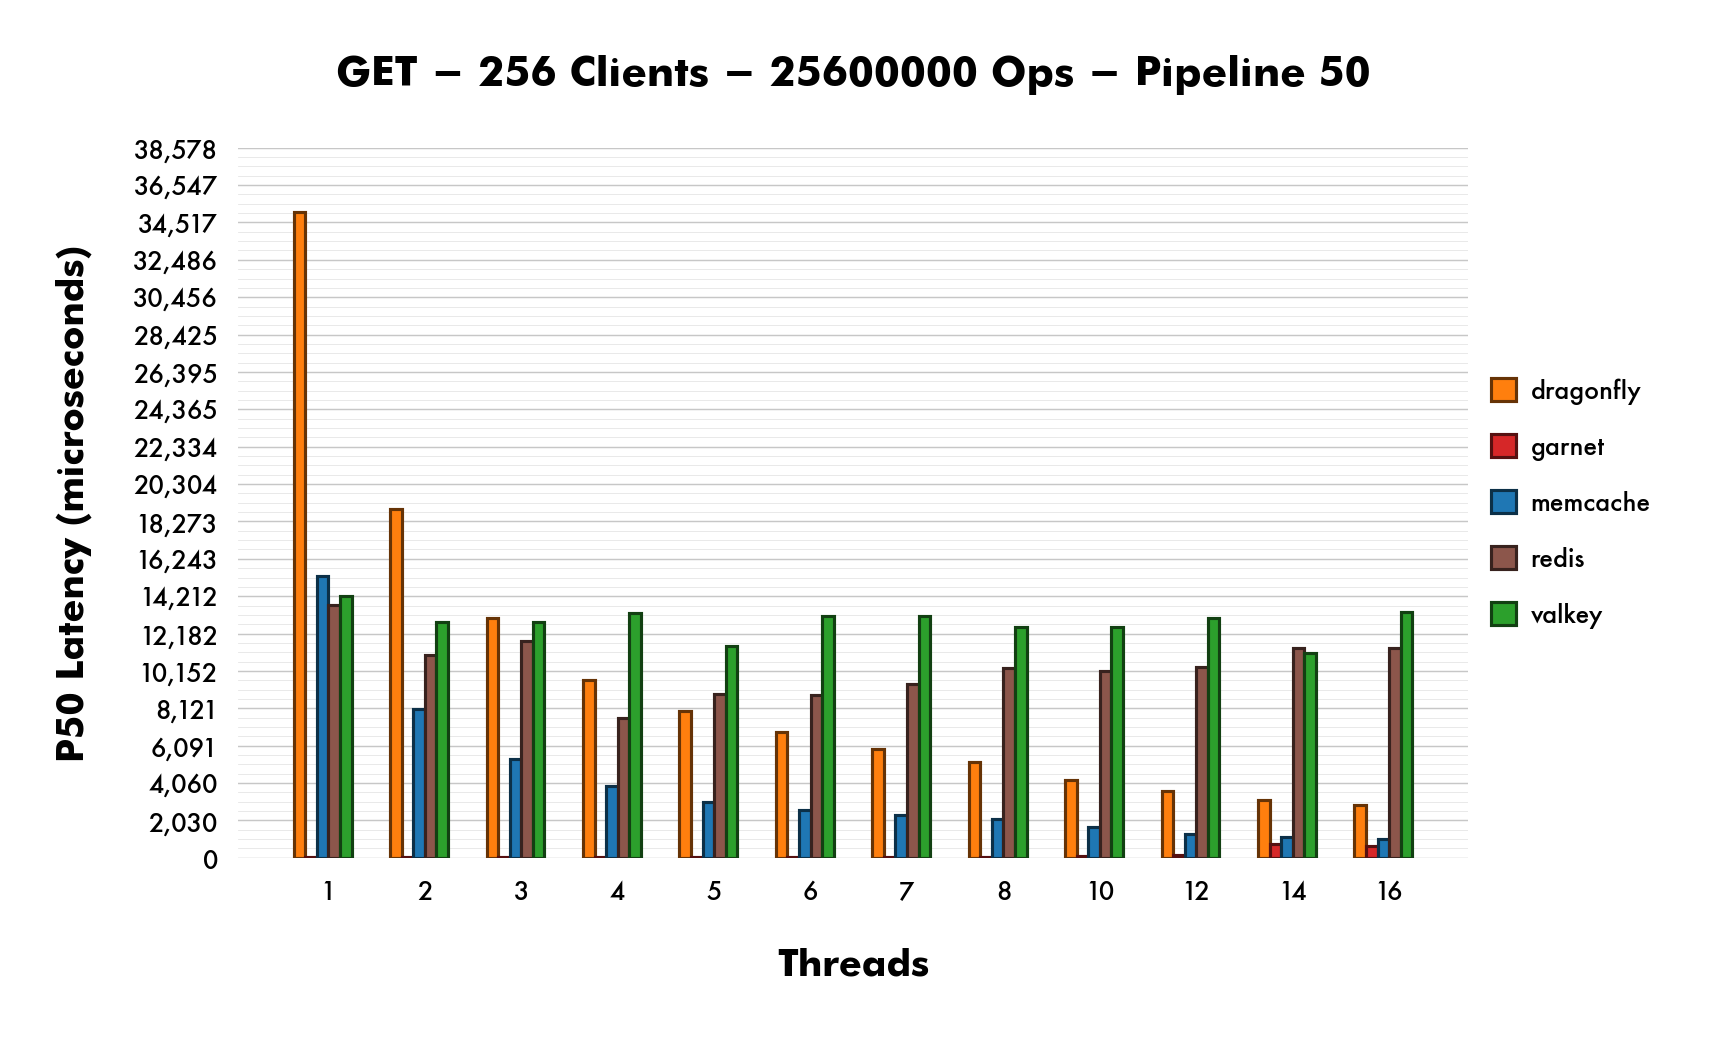 GET – 256 Clients – 25600000 Ops – Pipeline 50
P50 Latency (microseconds)
38,578
36,547
34,517
32,486
30,456
28,425
26,395
24,365
22,334
20,304
18,273
16,243
14,212
12,182
10,152
8,121
6,091
4,060
2,030
0
1 2 3 4 5 6 7 8 10 12 14 16
Threads
dragonfly
garnet
memcache
redis
valkey